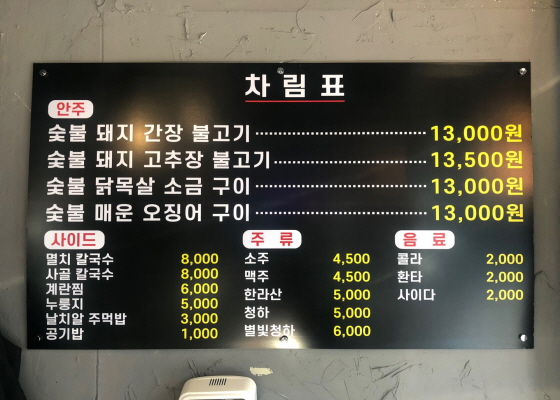 차림표
안주
숯불 돼지 간장 불고기 13,000원
숯불 돼지 고추장 불고기 13,500원
숯불 닭목살 소금 구이 13,000원
숯불 매운 오징어 구이 13,000원
사이드
멸치 칼국수 8,000
사골 칼국수 8,000
계란찜 6,000
누룽지 5,000
날치알 주먹밥 3,000
공기밥 1,000
주류
소주 4,500
맥주 4,500
한라산 5,000
청하 5,000
별빛청하 6,000
음료
콜라 2,000
환타 2,000
사이다 2,000